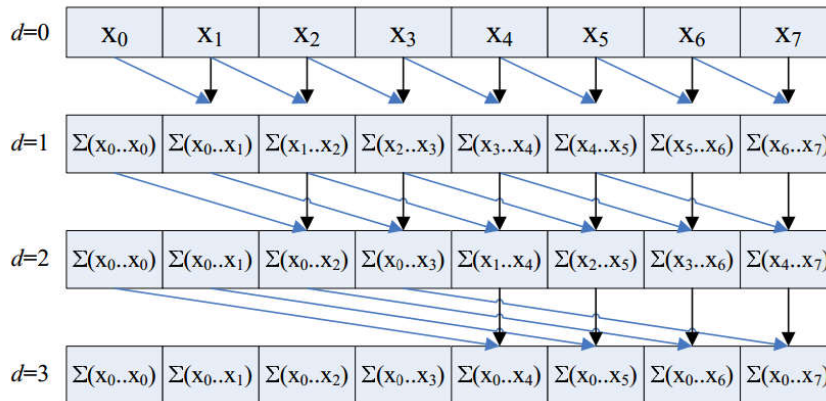 d=0 x₀ x₁ x₂ x₃ x₄ x₅ x₆ x₇
d=1 Σ(x₀..x₀) Σ(x₀..x₁) Σ(x₁..x₂) Σ(x₂..x₃) Σ(x₃..x₄) Σ(x₄..x₅) Σ(x₅..x₆) Σ(x₆..x₇)
d=2 Σ(x₀..x₀) Σ(x₀..x₁) Σ(x₀..x₂) Σ(x₀..x₃) Σ(x₁..x₄) Σ(x₂..x₅) Σ(x₃..x₆) Σ(x₄..x₇)
d=3 Σ(x₀..x₀) Σ(x₀..x₁) Σ(x₀..x₂) Σ(x₀..x₃) Σ(x₀..x₄) Σ(x₀..x₅) Σ(x₀..x₆) Σ(x₀..x₇)